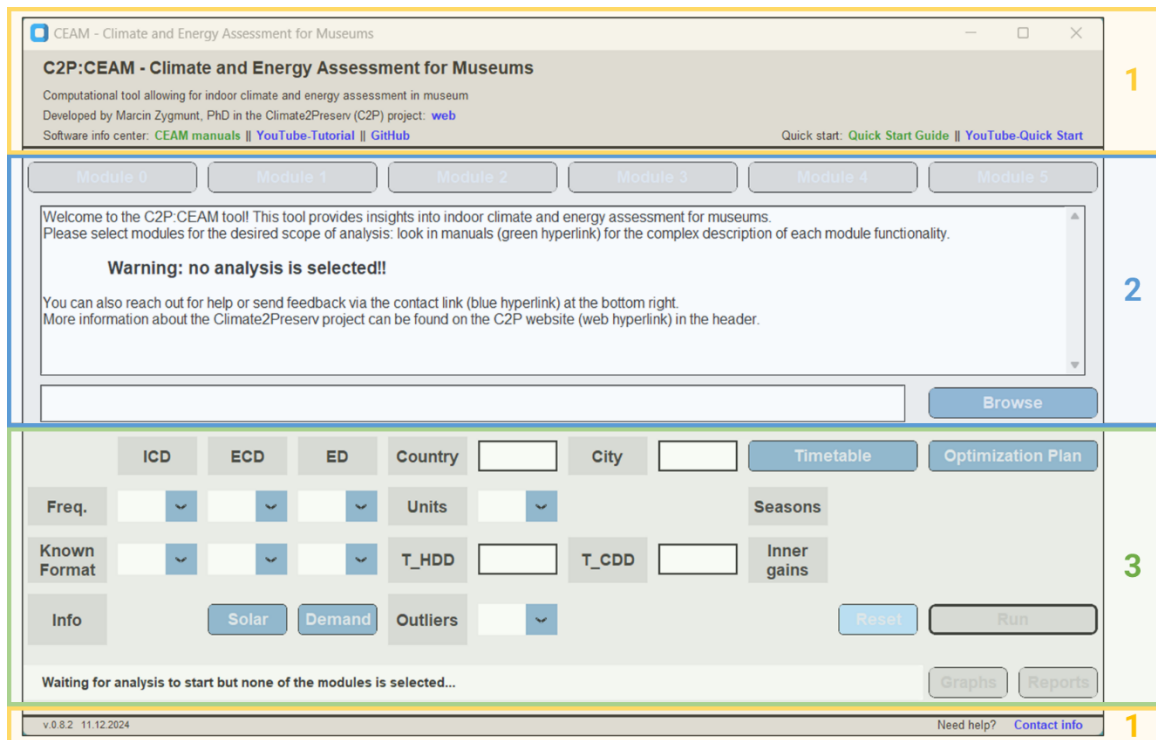 CEAM - Climate and Energy Assessment for Museums
C2P:CEAM - Climate and Energy Assessment for Museums
1
Computational tool allowing for indoor climate and energy assessment in museum
Developed by Marcin Zygmunt, PhD in the Climate2Preserv (C2P) project: web
Software info center: CEAM manuals || YouTube-Tutorial || GitHub Quick start: Quick Start Guide || YouTube-Quick Start
Module 0 Module 1 Module 2 Module 3 Module 4 Module 5
Welcome to the C2P:CEAM tool! This tool provides insights into indoor climate and energy assessment for museums.
Please select modules for the desired scope of analysis: look in manuals (green hyperlink) for the complex description of each module functionality.
Warning: no analysis is selected!!
2
You can also reach out for help or send feedback via the contact link (blue hyperlink) at the bottom right.
More information about the Climate2Preserv project can be found on the C2P website (web hyperlink) in the header.
Browse
ICD ECD ED Country City Timetable Optimization Plan
Freq. Units Seasons
Known Format T_HDD T_CDD Inner gains
3
Info Solar Demand Outliers Reset Run
Waiting for analysis to start but none of the modules is selected... Graphs Reports
v.0.8.2 11.12.2024 Need help? Contact info
1